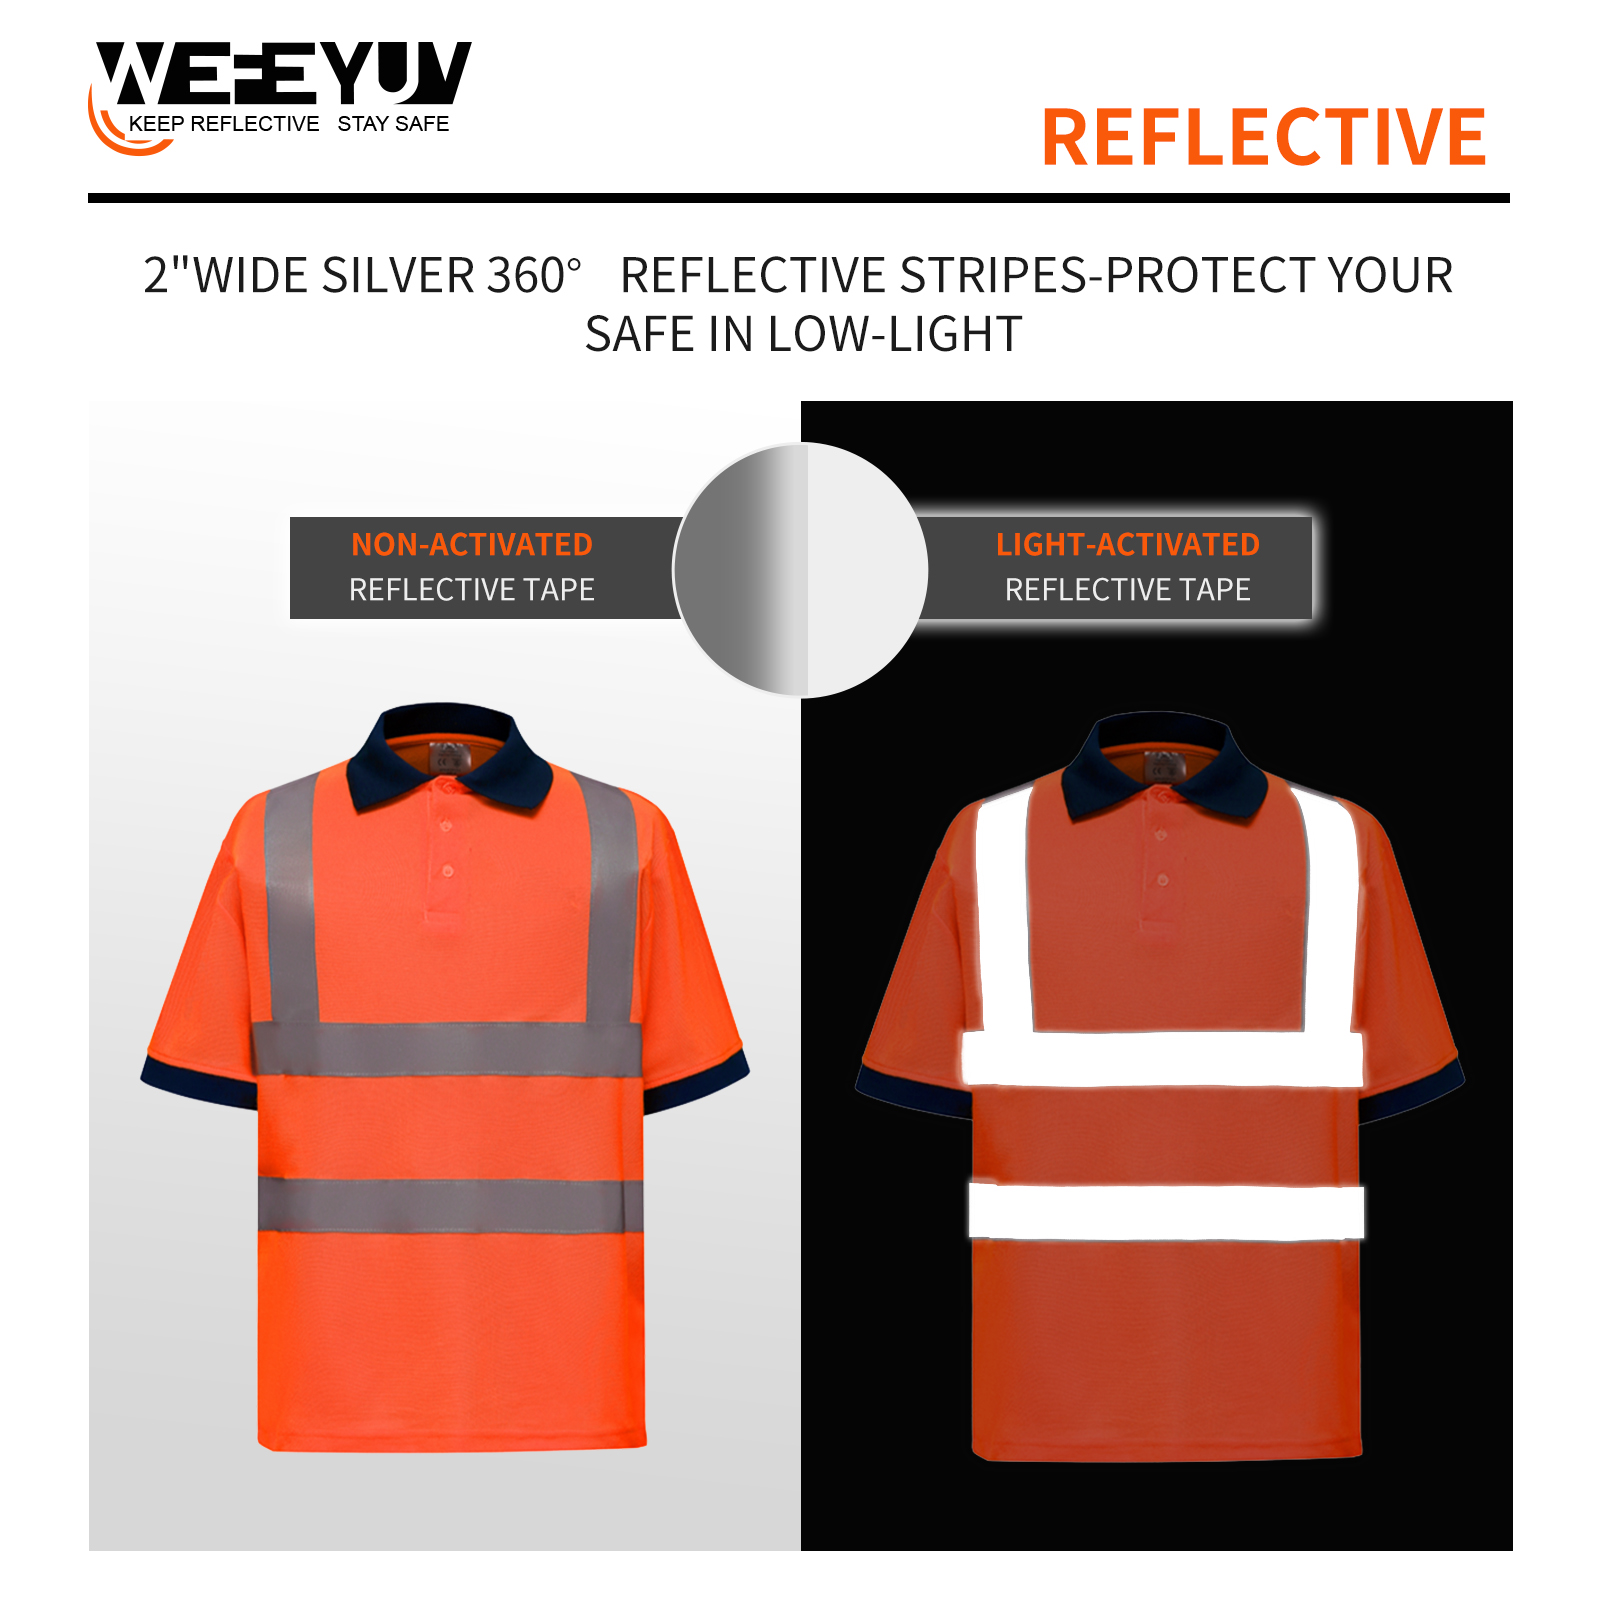 WEFEYUV
KEEP REFLECTIVE STAY SAFE
REFLECTIVE
2"WIDE SILVER 360° REFLECTIVE STRIPES-PROTECT YOUR
SAFE IN LOW-LIGHT
NON-ACTIVATED
REFLECTIVE TAPE
LIGHT-ACTIVATED
REFLECTIVE TAPE